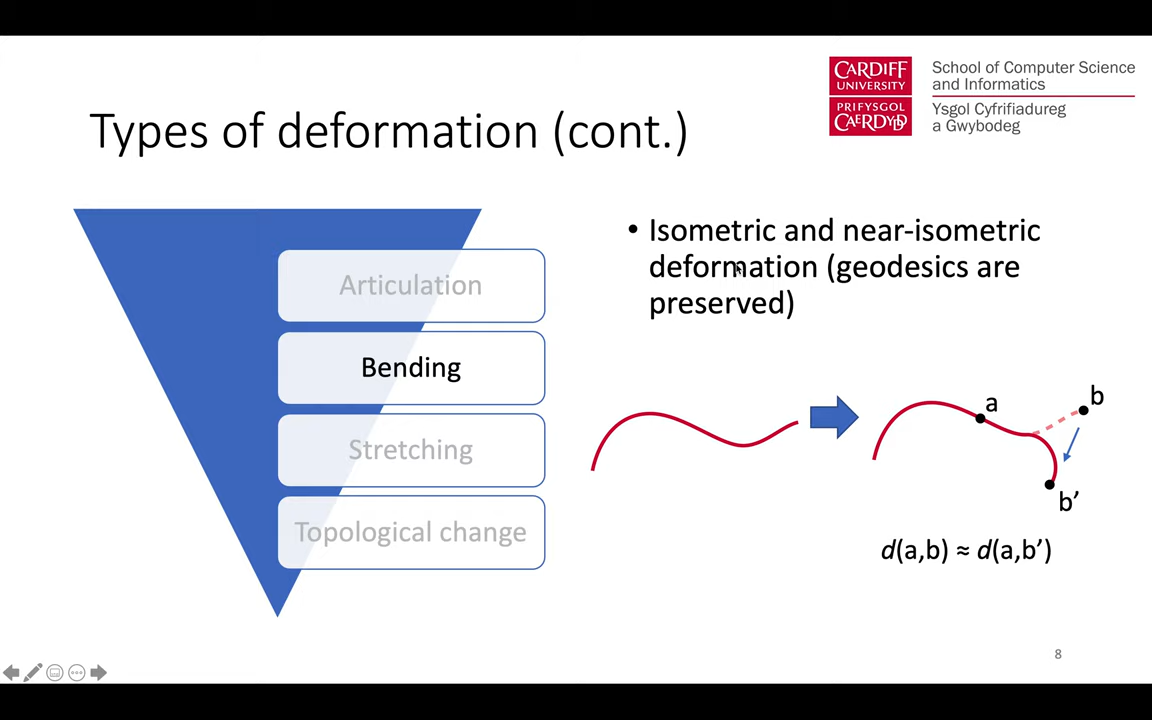 CARDIFF
UNIVERSITY
PRIFYSGOL
CAERDYDD
School of Computer Science
and Informatics
Ysgol Cyfrifiadureg
a Gwybodeg
Types of deformation (cont.)
Articulation
Bending
Stretching
Topological change
• Isometric and near-isometric
deformation (geodesics are
preserved)
a
b
b’
d(a,b) ≈ d(a,b’)
8